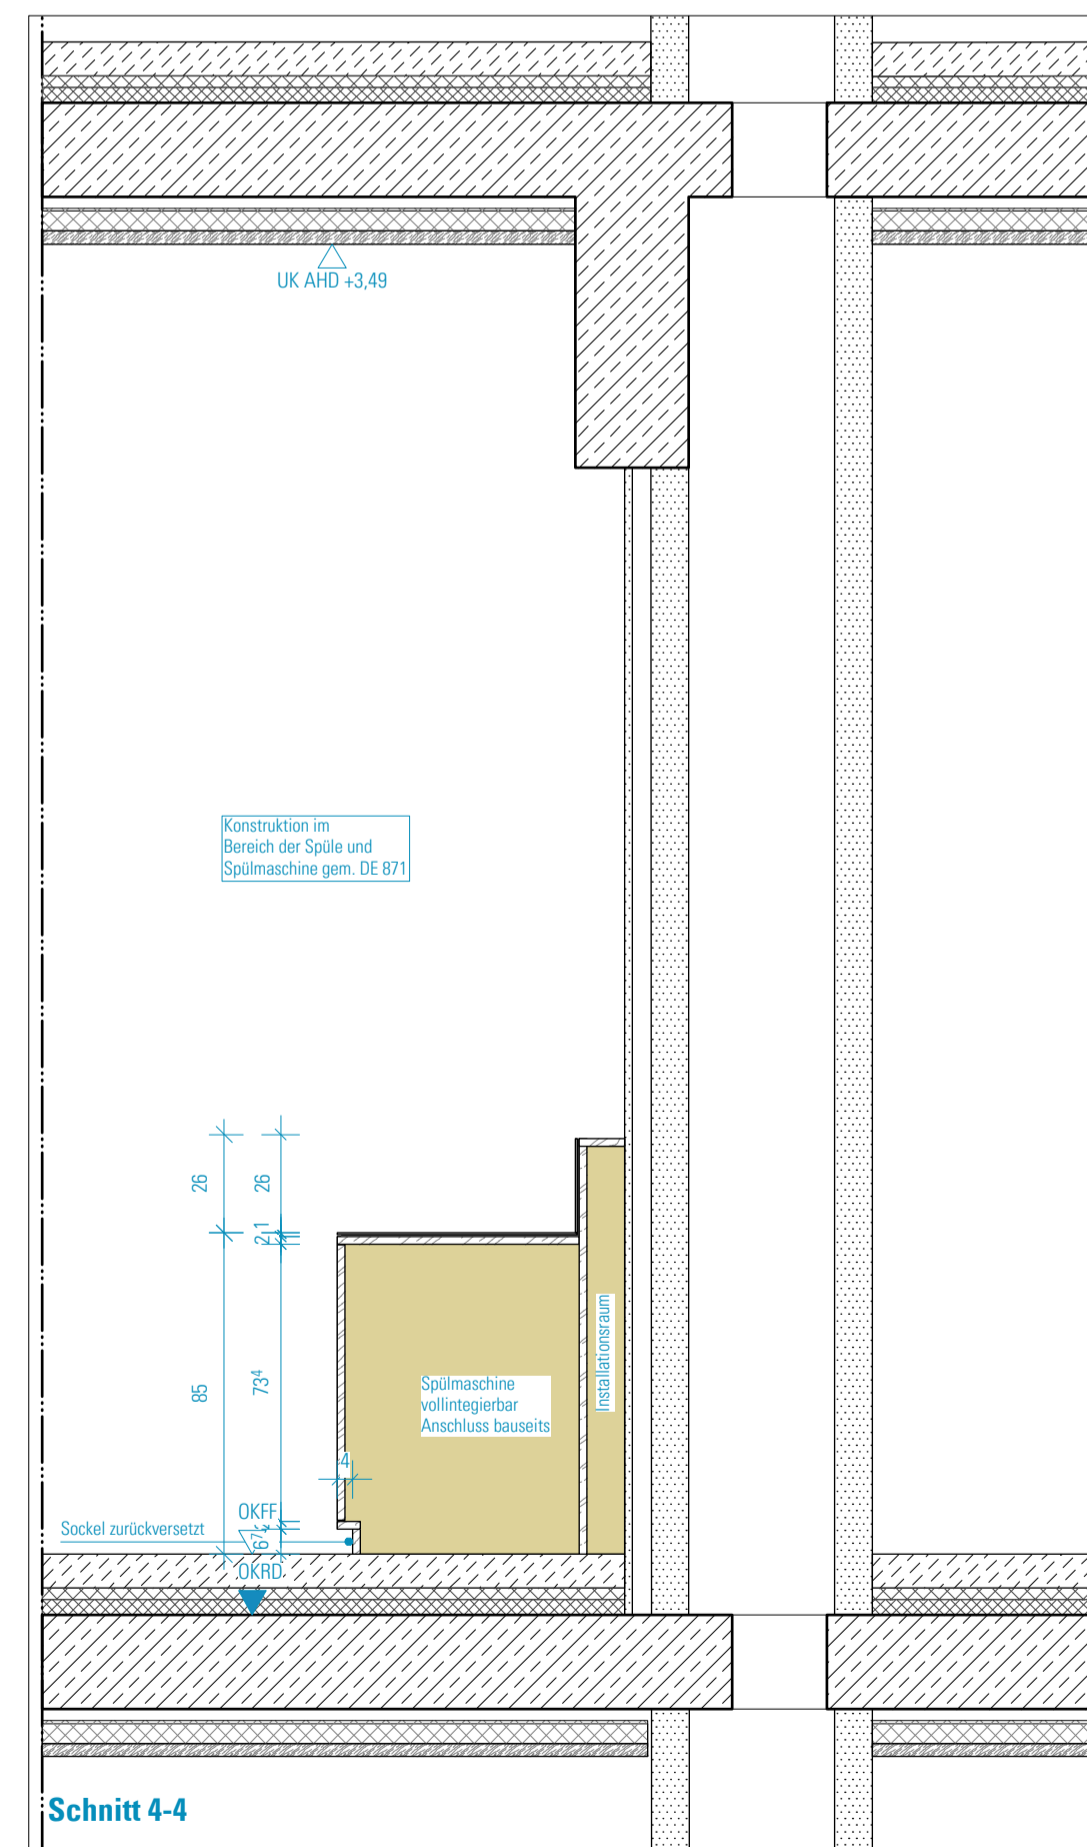 UK AHD +3,49
Konstruktion im
Bereich der Spüle und
Spülmaschine gem. DE 871
26
26
1
2
85
73⁴
Installationsraum
Spülmaschine
vollintegierbar
Anschluss bauseits
4
OKFF
Sockel zurückversetzt
6⁷
OKRD
Schnitt 4-4